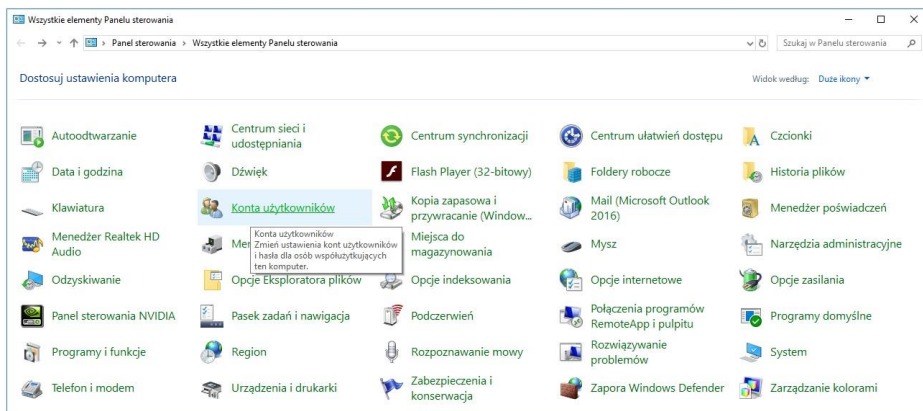 Wszystkie elementy Panelu sterowania
Panel sterowania › Wszystkie elementy Panelu sterowania
Szukaj w Panelu sterowania
Dostosuj ustawienia komputera
Widok według: Duże ikony
Autoodtwarzanie
Centrum sieci i
udostępniania
Centrum synchronizacji
Centrum ułatwień dostępu
Czcionki
Data i godzina
Dźwięk
Flash Player (32-bitowy)
Foldery robocze
Historia plików
Klawiatura
Konta użytkowników
Kopia zapasowa i
przywracanie (Window...
Mail (Microsoft Outlook
2016)
Menedżer poświadczeń
Menedżer Realtek HD
Audio
Konta użytkowników
Zmień ustawienia kont użytkowników
i hasła dla osób współużytkujących
ten komputer.
Miejsca do
magazynowania
Mysz
Narzędzia administracyjne
Odzyskiwanie
Opcje Eksploratora plików
Opcje indeksowania
Opcje internetowe
Opcje zasilania
Panel sterowania NVIDIA
Pasek zadań i nawigacja
Podczerwień
Połączenia programów
RemoteApp i pulpitu
Programy domyślne
Programy i funkcje
Region
Rozpoznawanie mowy
Rozwiązywanie
problemów
System
Telefon i modem
Urządzenia i drukarki
Zabezpieczenia i
konserwacja
Zapora Windows Defender
Zarządzanie kolorami